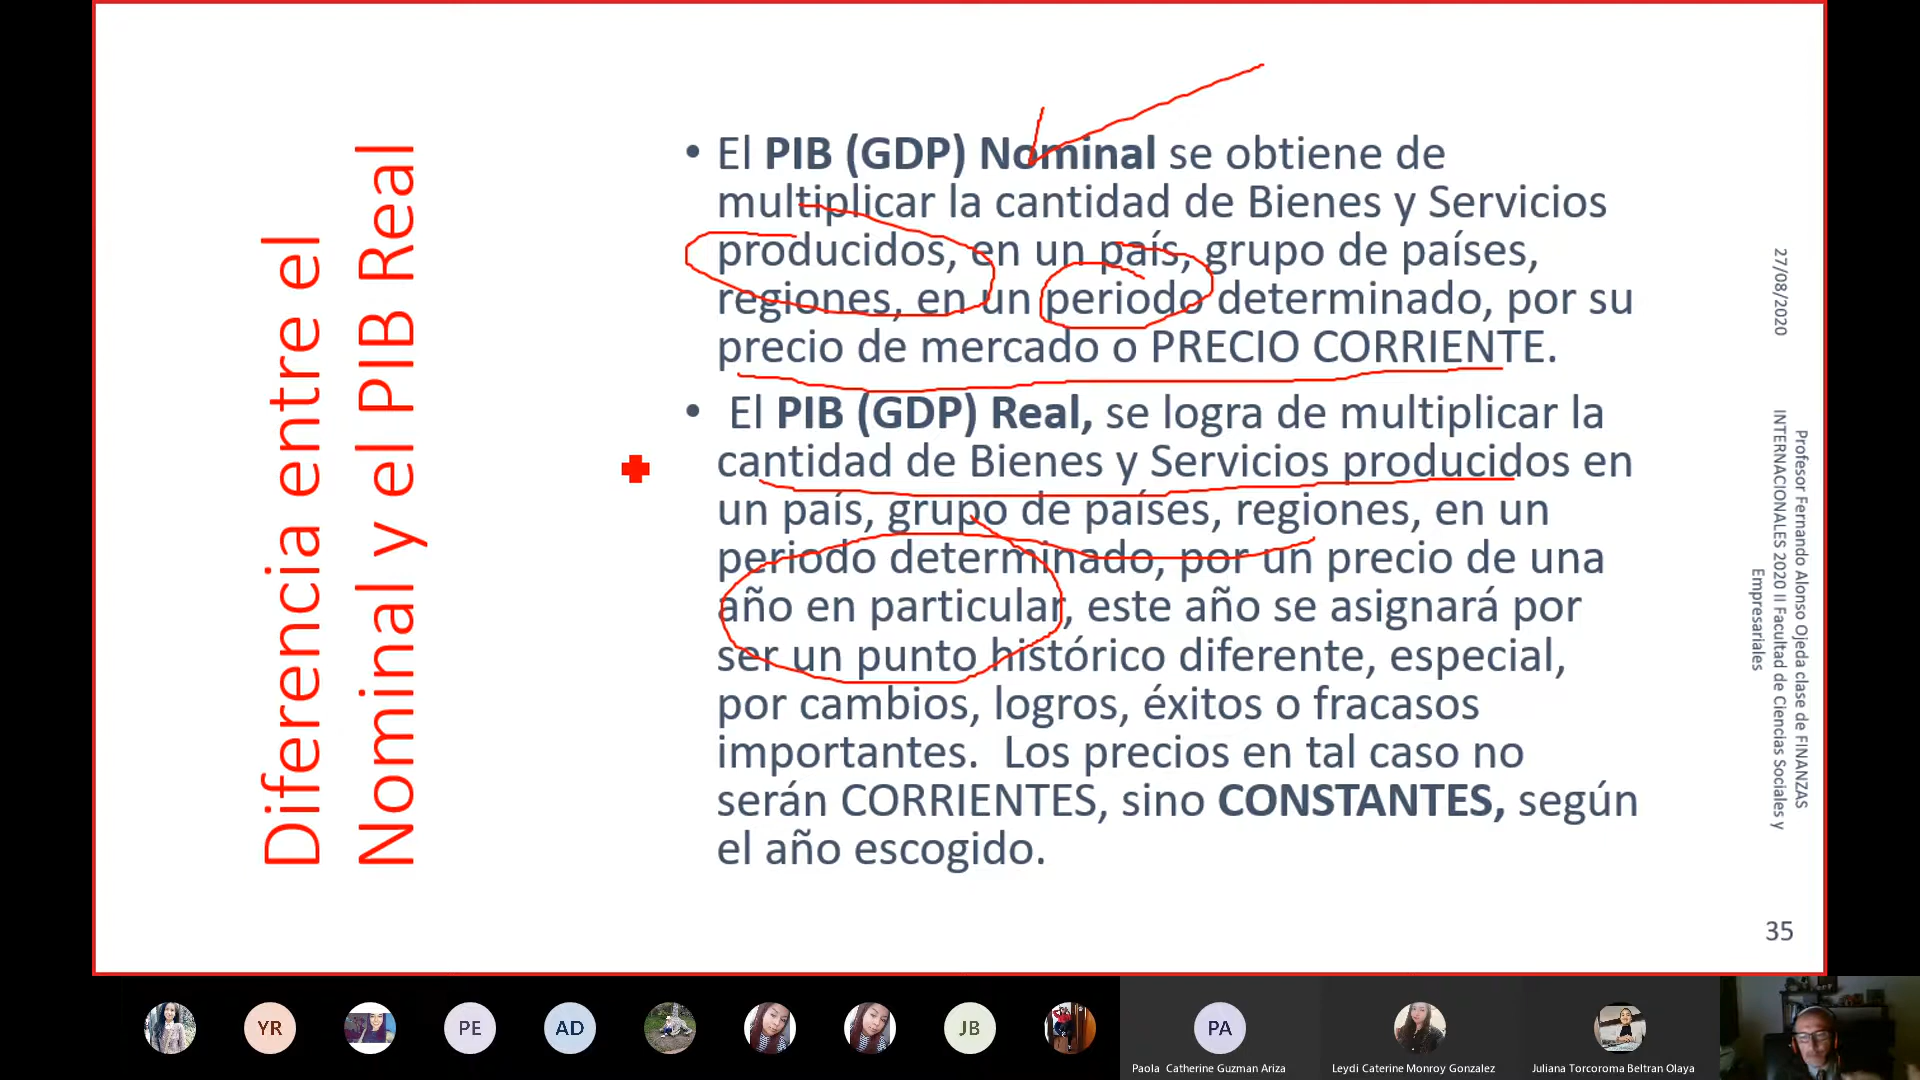 Diferencia entre el
Nominal y el PIB Real
• El PIB (GDP) Nominal se obtiene de
multiplicar la cantidad de Bienes y Servicios
producidos, en un país, grupo de países,
regiones, en un periodo determinado, por su
precio de mercado o PRECIO CORRIENTE.
• El PIB (GDP) Real, se logra de multiplicar la
cantidad de Bienes y Servicios producidos en
un país, grupo de países, regiones, en un
periodo determinado, por un precio de una
año en particular, este año se asignará por
ser un punto histórico diferente, especial,
por cambios, logros, éxitos o fracasos
importantes. Los precios en tal caso no
serán CORRIENTES, sino CONSTANTES, según
el año escogido.
27/08/2020
Profesor Fernando Alonso Ojeda clase de FINANZAS
INTERNACIONALES 2020 II Facultad de Ciencias Sociales y
Empresariales
35
YR
PE
AD
JB
PA
Paola Catherine Guzman Ariza
Leydi Caterine Monroy Gonzalez
Juliana Torcoroma Beltran Olaya